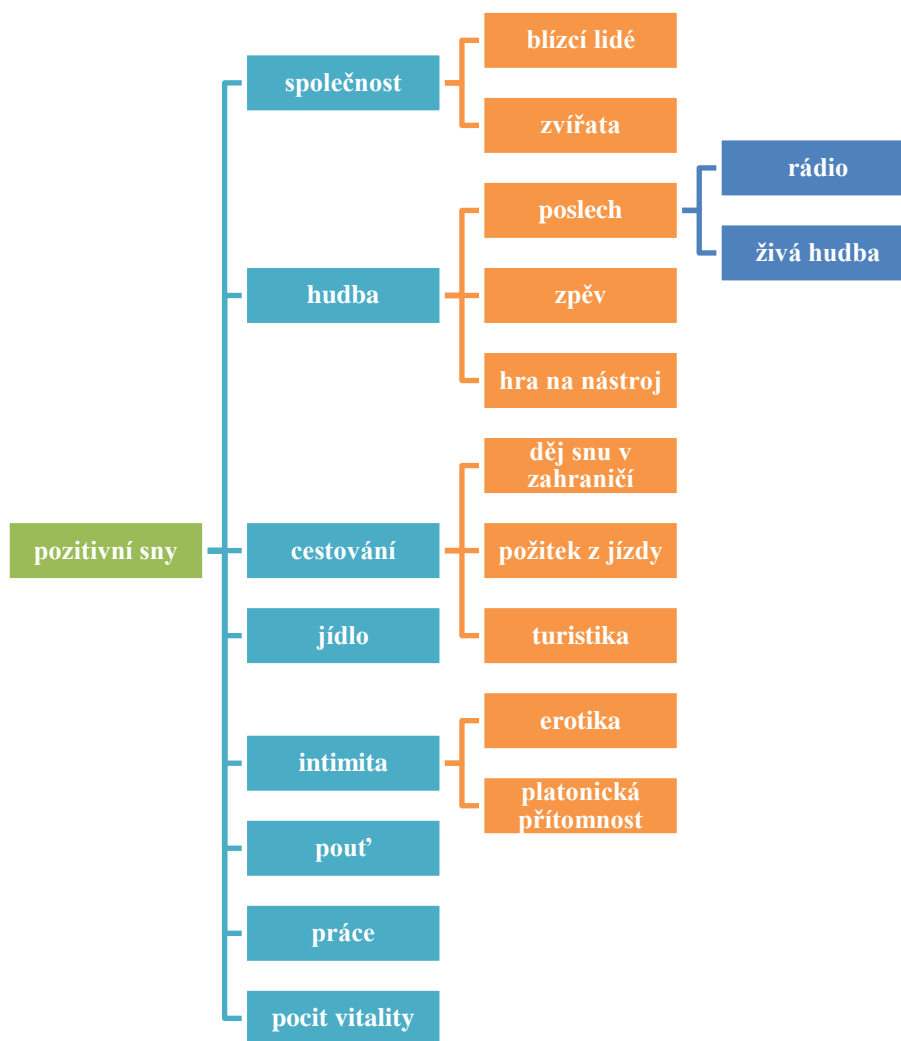 blízcí lidé
společnost
zvířata
rádio
poslech
živá hudba
hudba
zpěv
hra na nástroj
děj snu v
zahraničí
pozitivní sny
cestování
požitek z jízdy
jídlo
turistika
erotika
intimita
platonická
přítomnost
pouť
práce
pocit vitality